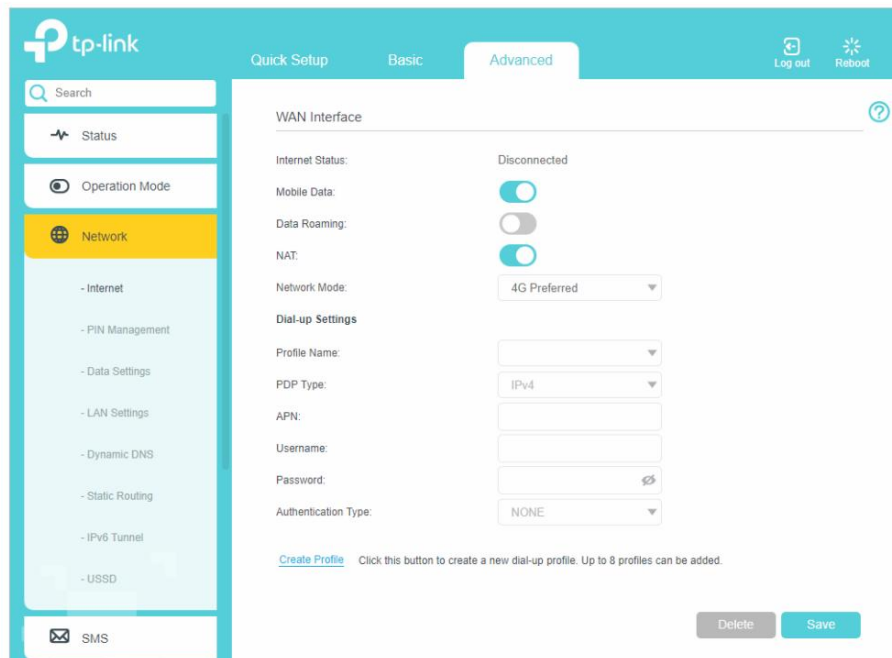 tp-link
Quick Setup
Basic
Advanced
Log out
Reboot
Search
Status
Operation Mode
Network
- Internet
- PIN Management
- Data Settings
- LAN Settings
- Dynamic DNS
- Static Routing
- IPv6 Tunnel
- USSD
SMS
WAN Interface
?
Internet Status: Disconnected
Mobile Data:
Data Roaming:
NAT:
Network Mode: 4G Preferred
Dial-up Settings
Profile Name:
PDP Type: IPv4
APN:
Username:
Password:
Authentication Type: NONE
Create Profile Click this button to create a new dial-up profile. Up to 8 profiles can be added.
Delete
Save